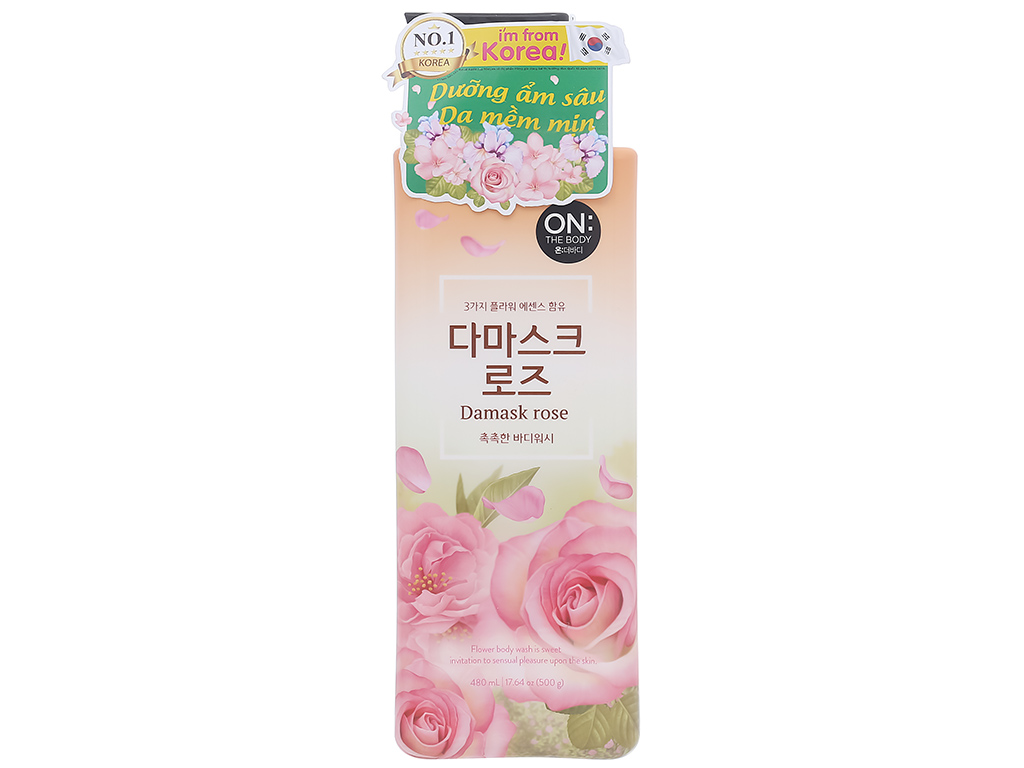 NO.1
KOREA
i'm from
Korea!
Dưỡng ẩm sâu
Da mềm mịn
ON:
THE BODY
온:더바디
3가지 플라워 에센스 함유
다마스크
로즈
Damask rose
촉촉한 바디워시
Flower body wash is sweet
invitation to sensual pleasure upon the skin.
480 mL | 17.64 oz (500 g)